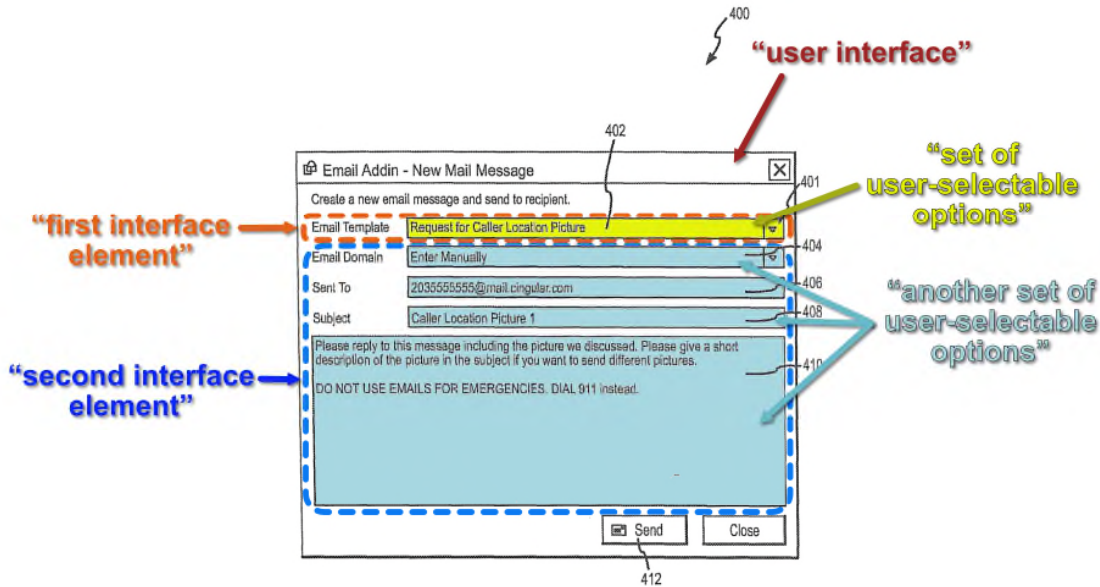 400
“user interface”
402
Email Addin - New Mail Message
“set of
user-selectable
options”
Create a new email message and send to recipient.
401
“first interface
element”
Email Template Request for Caller Location Picture
Email Domain Enter Manually
404
Sent To 2035555555@mail.cingular.com
406
Subject Caller Location Picture 1
408
“another set of
user-selectable
options”
Please reply to this message including the picture we discussed. Please give a short
description of the picture in the subject if you want to send different pictures.
410
DO NOT USE EMAILS FOR EMERGENCIES. DIAL 911 instead.
“second interface
element”
Send Close
412